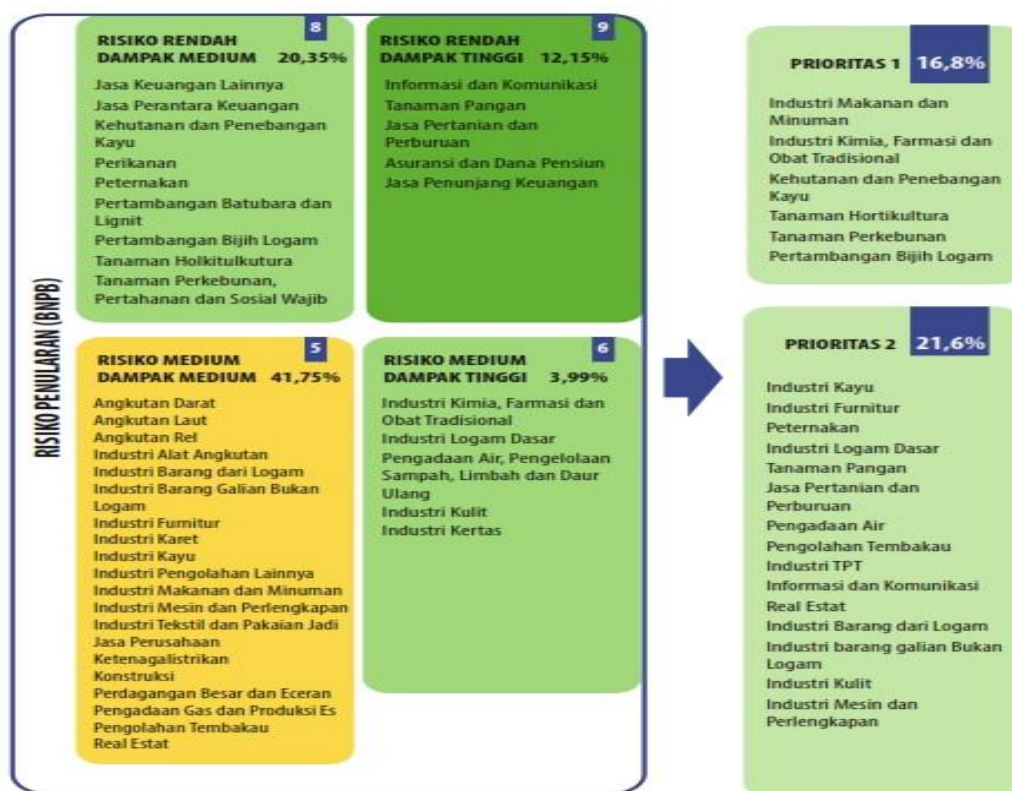 RISIKO PENULARAN (BNPB)
8
RISIKO RENDAH
DAMPAK MEDIUM 20,35%
Jasa Keuangan Lainnya
Jasa Perantara Keuangan
Kehutanan dan Penebangan
Kayu
Perikanan
Peternakan
Pertambangan Batubara dan
Lignit
Pertambangan Bijih Logam
Tanaman Holkitulkutura
Tanaman Perkebunan,
Pertahanan dan Sosial Wajib
9
RISIKO RENDAH
DAMPAK TINGGI 12,15%
Informasi dan Komunikasi
Tanaman Pangan
Jasa Pertanian dan
Perburuan
Asuransi dan Dana Pensiun
Jasa Penunjang Keuangan
5
RISIKO MEDIUM
DAMPAK MEDIUM 41,75%
Angkutan Darat
Angkutan Laut
Angkutan Rel
Industri Alat Angkutan
Industri Barang dari Logam
Industri Barang Galian Bukan
Logam
Industri Furnitur
Industri Karet
Industri Kayu
Industri Pengolahan Lainnya
Industri Makanan dan Minuman
Industri Mesin dan Perlengkapan
Industri Tekstil dan Pakaian Jadi
Jasa Perusahaan
Ketenagalistrikan
Konstruksi
Perdagangan Besar dan Eceran
Pengadaan Gas dan Produksi Es
Pengolahan Tembakau
Real Estat
6
RISIKO MEDIUM
DAMPAK TINGGI 3,99%
Industri Kimia, Farmasi dan
Obat Tradisional
Industri Logam Dasar
Pengadaan Air, Pengelolaan
Sampah, Limbah dan Daur
Ulang
Industri Kulit
Industri Kertas
PRIORITAS 1 16,8%
Industri Makanan dan
Minuman
Industri Kimia, Farmasi dan
Obat Tradisional
Kehutanan dan Penebangan
Kayu
Tanaman Hortikultura
Tanaman Perkebunan
Pertambangan Bijih Logam
PRIORITAS 2 21,6%
Industri Kayu
Industri Furnitur
Peternakan
Industri Logam Dasar
Tanaman Pangan
Jasa Pertanian dan
Perburuan
Pengadaan Air
Pengolahan Tembakau
Industri TPT
Informasi dan Komunikasi
Real Estat
Industri Barang dari Logam
Industri barang galian Bukan
Logam
Industri Kulit
Industri Mesin dan
Perlengkapan